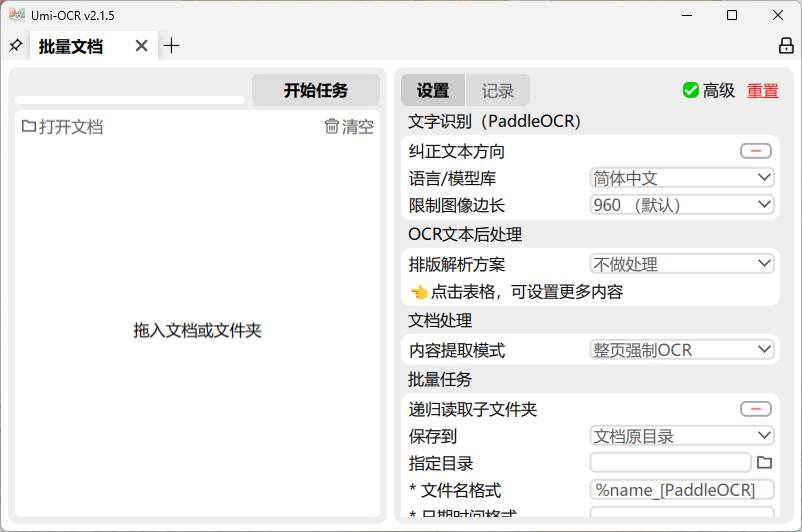 Umi-OCR v2.1.5
批量文档
开始任务
打开文档
清空
拖入文档或文件夹
设置
记录
高级
重置
文字识别（PaddleOCR）
纠正文本方向
语言/模型库
简体中文
限制图像边长
960 （默认）
OCR文本后处理
排版解析方案
不做处理
👈点击表格，可设置更多内容
文档处理
内容提取模式
整页强制OCR
批量任务
递归读取子文件夹
保存到
文档原目录
指定目录
* 文件名格式
%name_[PaddleOCR]
* 日期时间格式